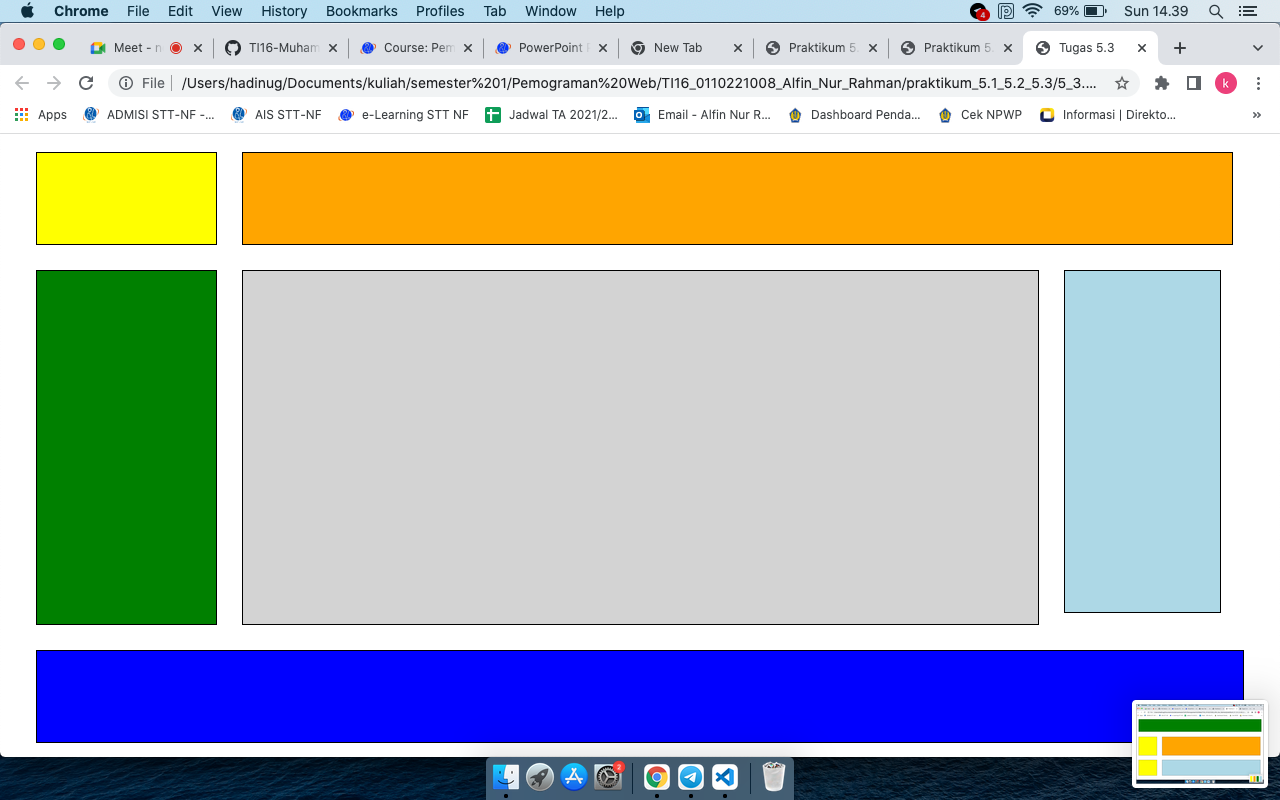 Chrome File Edit View History Bookmarks Profiles Tab Window Help 4 69% Sun 14.39
Meet - n TI16-Muham Course: Pem PowerPoint New Tab Praktikum 5. Praktikum 5. Tugas 5.3
File /Users/hadinug/Documents/kuliah/semester%201/Pemograman%20Web/TI16_0110221008_Alfin_Nur_Rahman/praktikum_5.1_5.2_5.3/5_3.... k
Apps ADMISI STT-NF -... AIS STT-NF e-Learning STT NF Jadwal TA 2021/2... Email - Alfin Nur R... Dashboard Penda... Cek NPWP Informasi | Direkto... »
2